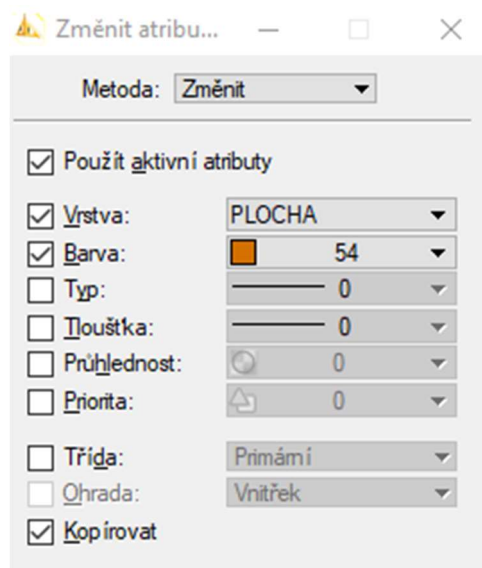 Změnit atribu...
Metoda: Změnit
Použít aktivní atributy
Vrstva: PLOCHA
Barva: 54
Typ: 0
Tloušťka: 0
Průhlednost: 0
Priorita: 0
Třída: Primární
Ohrada: Vnitřek
Kopírovat